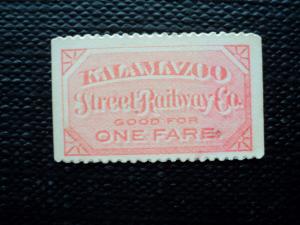 KALAMAZOO
Street Railway Co.
GOOD FOR
ONE FARE